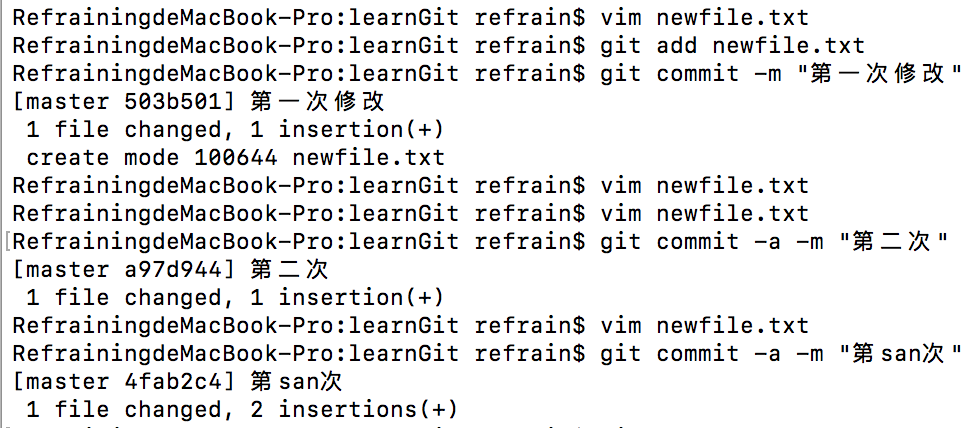 RefrainingdeMacBook-Pro:learnGit refrain$ vim newfile.txt
RefrainingdeMacBook-Pro:learnGit refrain$ git add newfile.txt
RefrainingdeMacBook-Pro:learnGit refrain$ git commit -m "第一次修改"
[master 503b501] 第一次修改
 1 file changed, 1 insertion(+)
 create mode 100644 newfile.txt
RefrainingdeMacBook-Pro:learnGit refrain$ vim newfile.txt
RefrainingdeMacBook-Pro:learnGit refrain$ vim newfile.txt
[RefrainingdeMacBook-Pro:learnGit refrain$ git commit -a -m "第二次"
[master a97d944] 第二次
 1 file changed, 1 insertion(+)
RefrainingdeMacBook-Pro:learnGit refrain$ vim newfile.txt
RefrainingdeMacBook-Pro:learnGit refrain$ git commit -a -m "第san次"
[master 4fab2c4] 第san次
 1 file changed, 2 insertions(+)